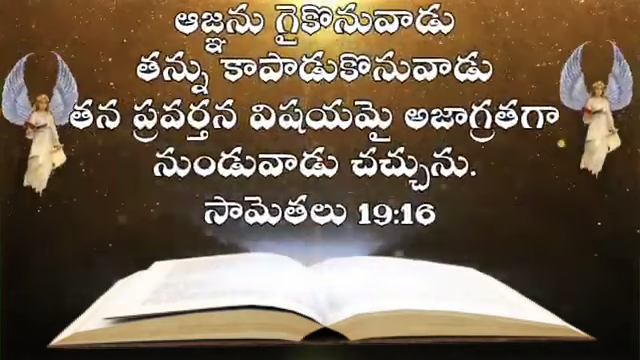 ఆజ్ఞను గైకొనువాడు
తన్ను కాపాడుకొనువాడు
తన ప్రవర్తన విషయమై అజాగ్రతగా
నుండువాడు చచ్చును.
సామెతలు 19:16